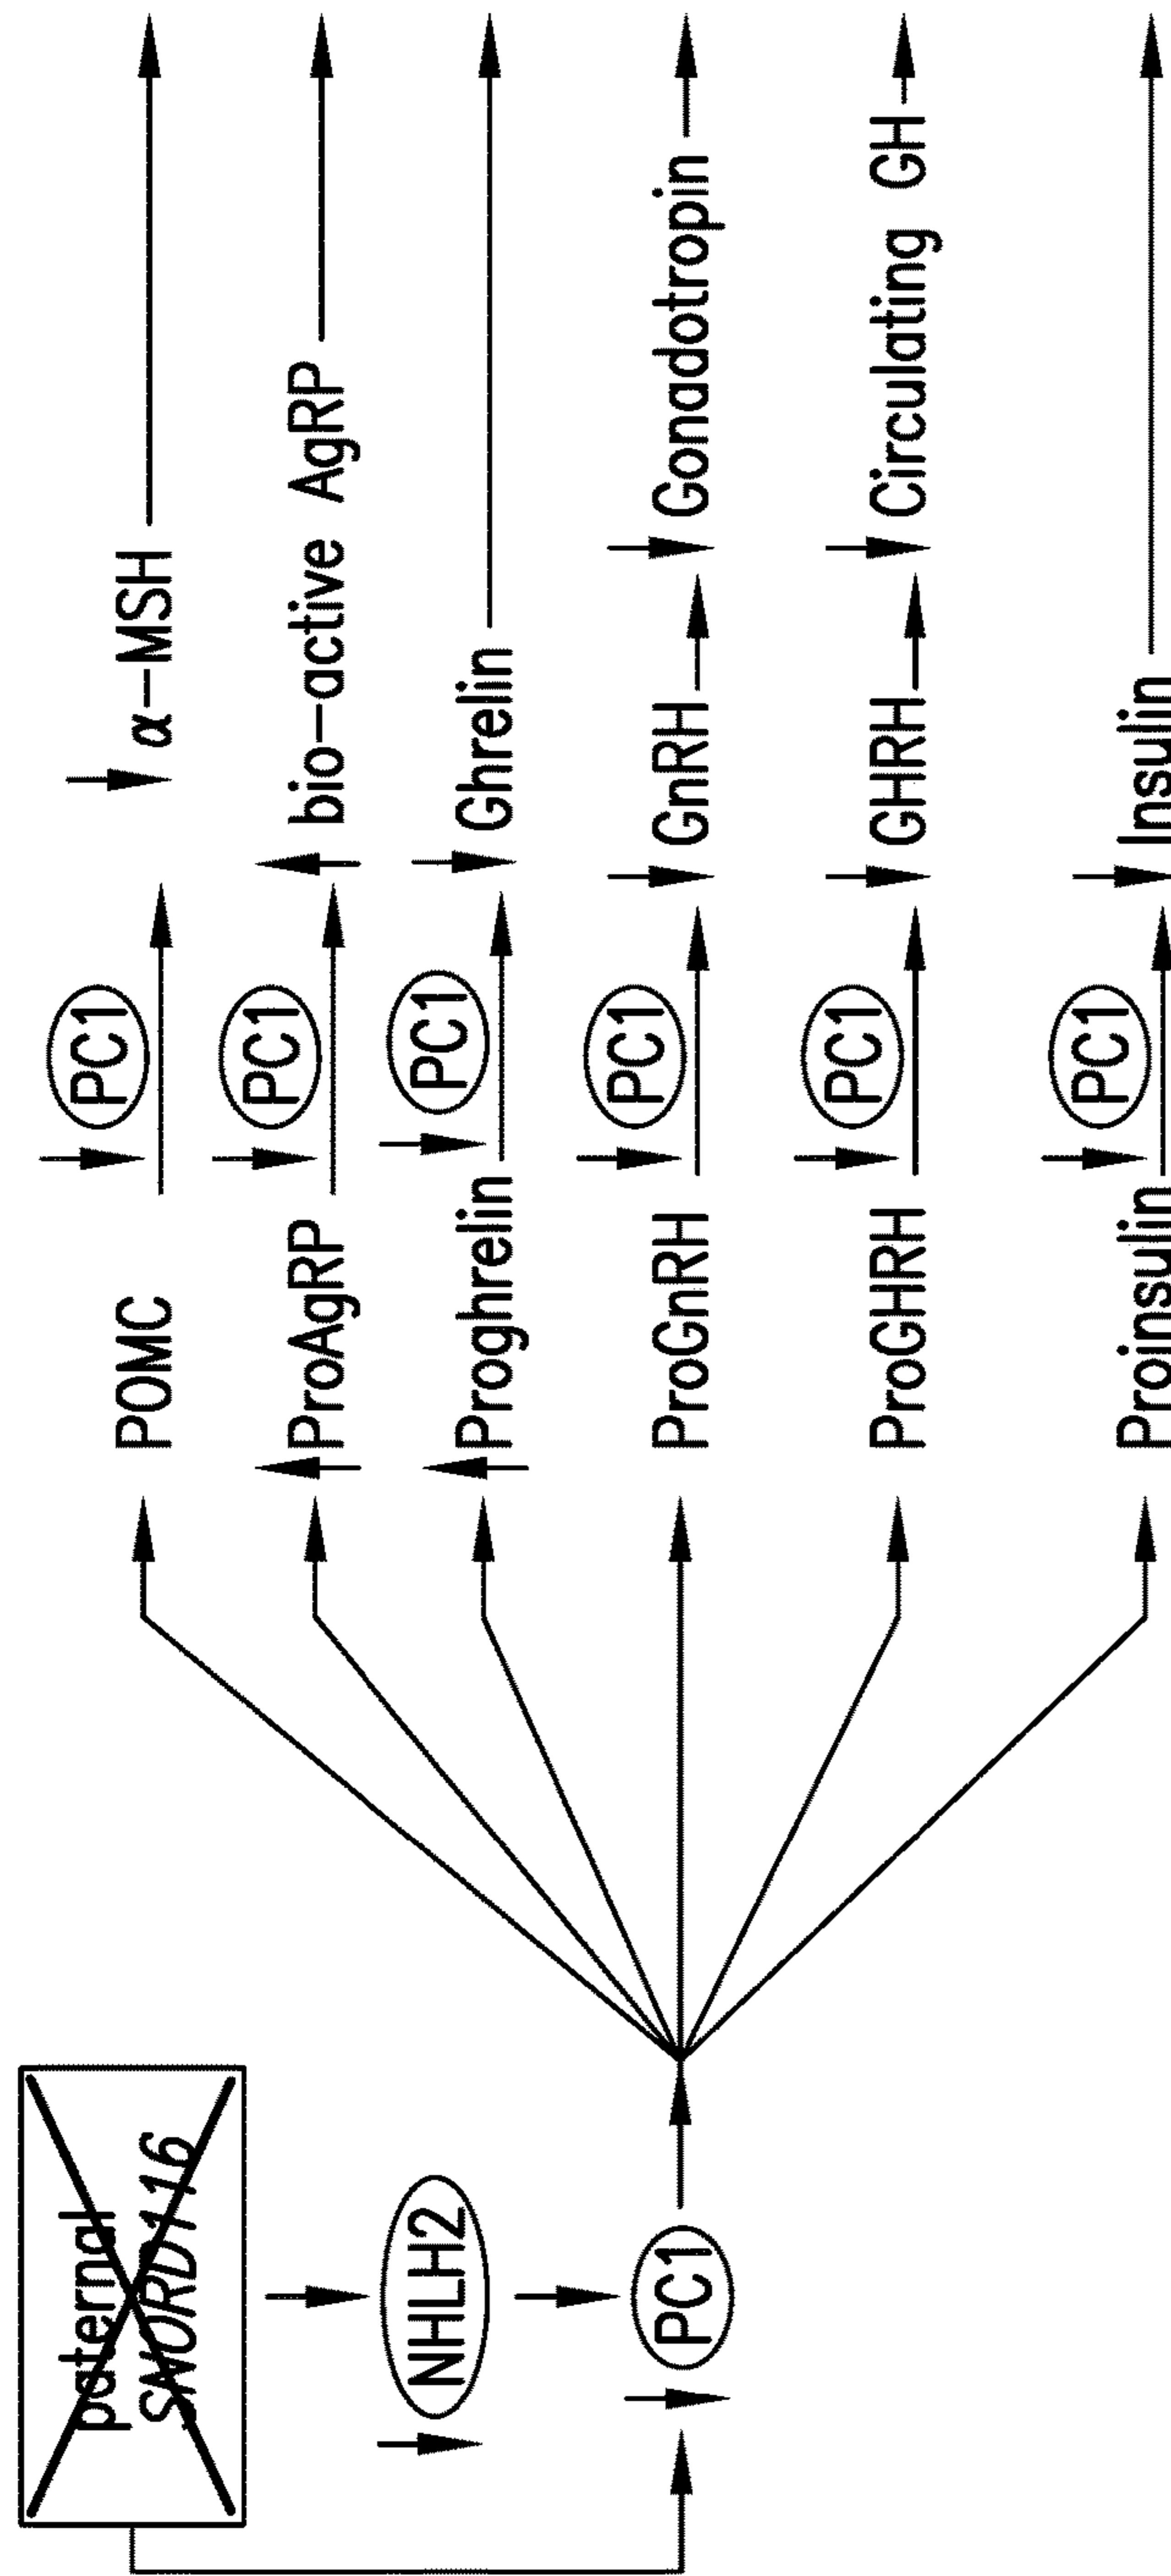 paternal
SNORD116
NHLH2
PC1
POMC
PC1
α-MSH
ProAgRP
PC1
bio-active AgRP
Proghrelin
PC1
Ghrelin
ProGnRH
PC1
GnRH
Gonadotropin
ProGHRH
PC1
GHRH
Circulating GH
Proinsulin
PC1
Insulin